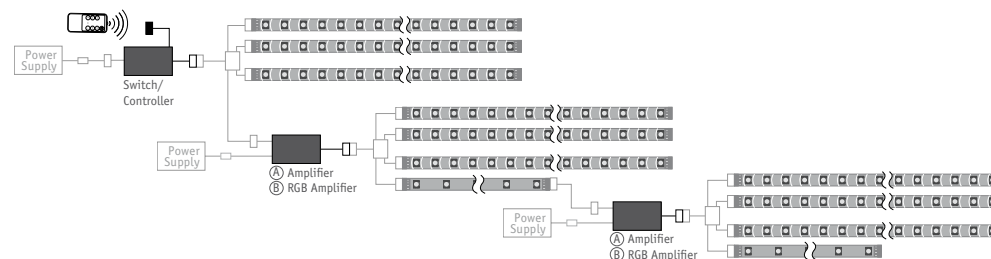 Power
Supply
Switch/
Controller
Power
Supply
A Amplifier
B RGB Amplifier
Power
Supply
A Amplifier
B RGB Amplifier